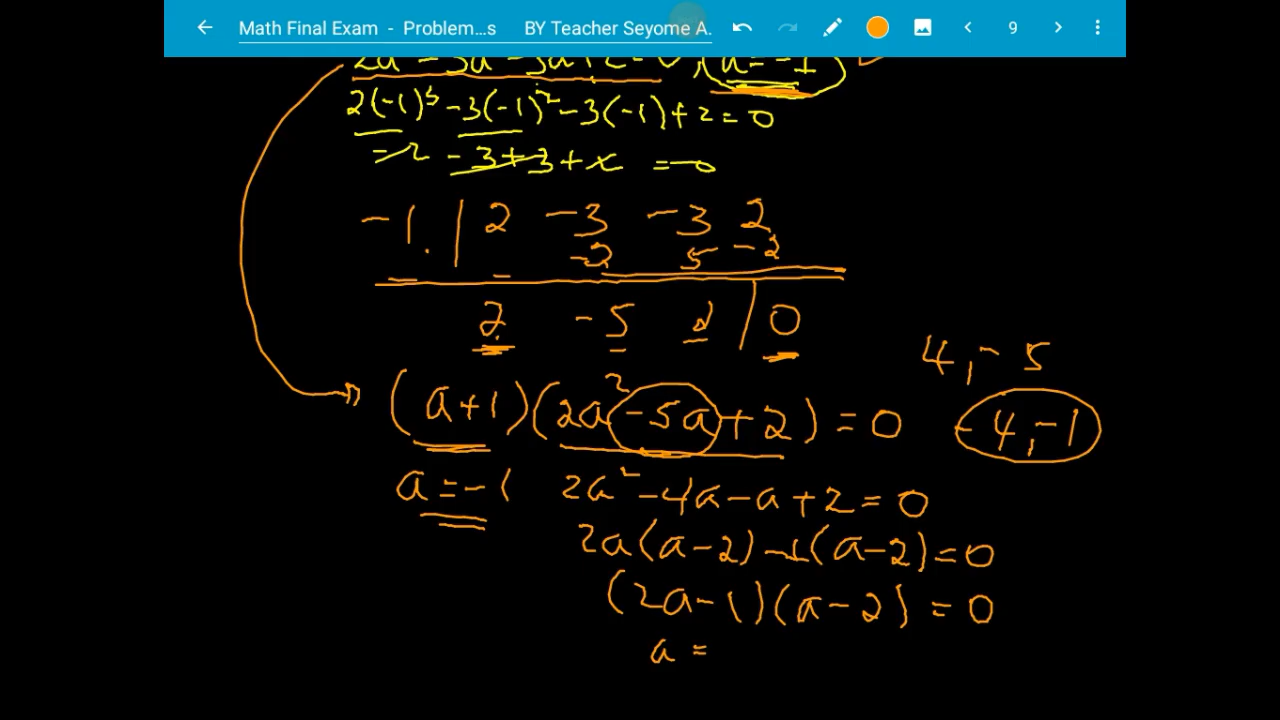 Math Final Exam - Problem...s BY Teacher Seyome A. 9
a = -1
2(-1)³ - 3(-1)² - 3(-1) + 2 = 0
= -2 - 3 + 3 + 2 = 0
-1 | 2 -3 -3 2
-2 5 -2
2 -5 2 | 0
4, -5
(a+1)(2a² - 5a + 2) = 0
-4, -1
a = -1 2a² - 4a - a + 2 = 0
2a(a-2) -1(a-2) = 0
(2a-1)(a-2) = 0
a =